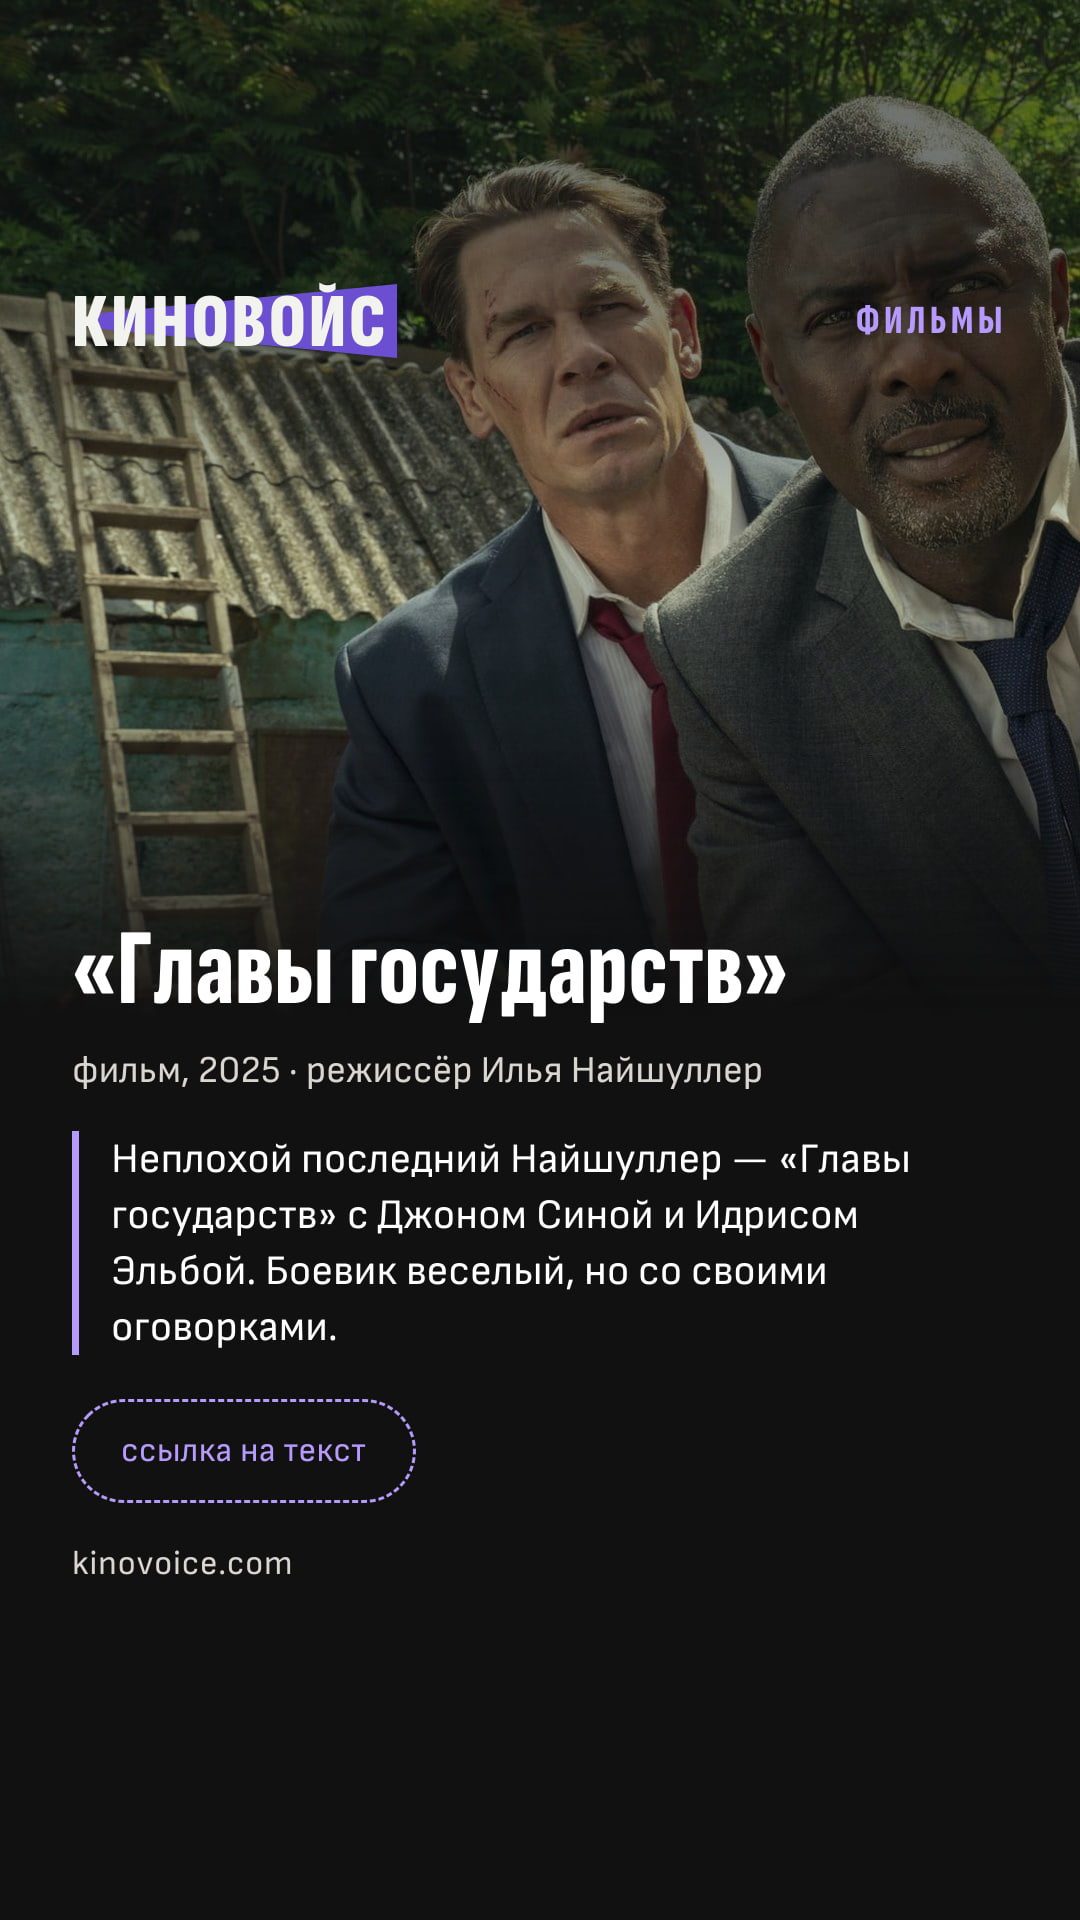 КИНОВОЙС
ФИЛЬМЫ
«Главы государств»
фильм, 2025 · режиссёр Илья Найшуллер
Неплохой последний Найшуллер — «Главы
государств» с Джоном Синой и Идрисом
Эльбой. Боевик веселый, но со своими
оговорками.
ссылка на текст
kinovoice.com